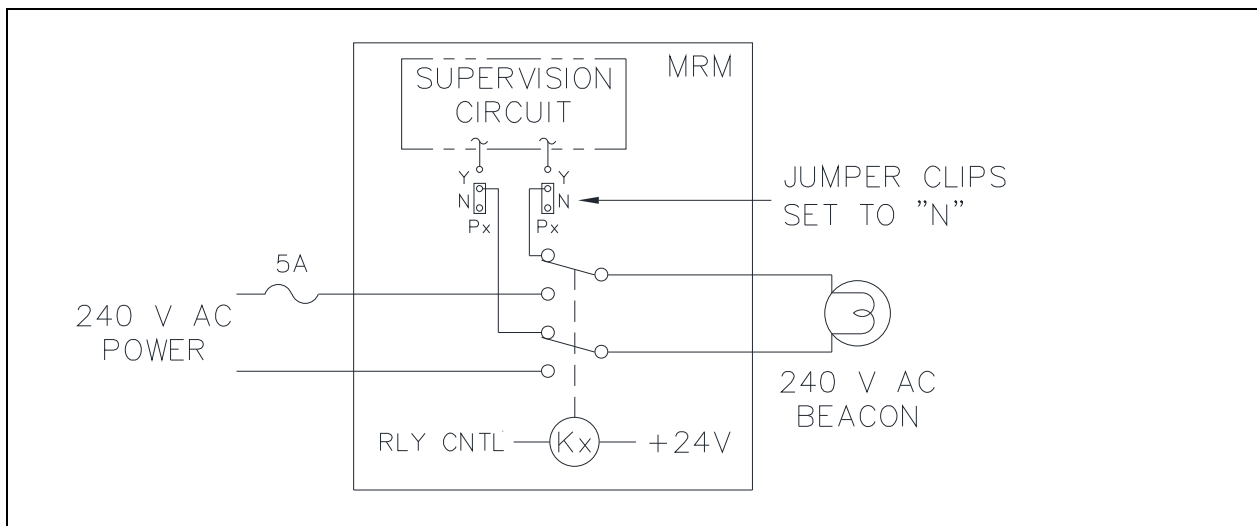 MRM
SUPERVISION
CIRCUIT
Y
N
Px
Y
N
Px
JUMPER CLIPS
SET TO "N"
5A
240 V AC
POWER
240 V AC
BEACON
RLY CNTL
Kx
+24V